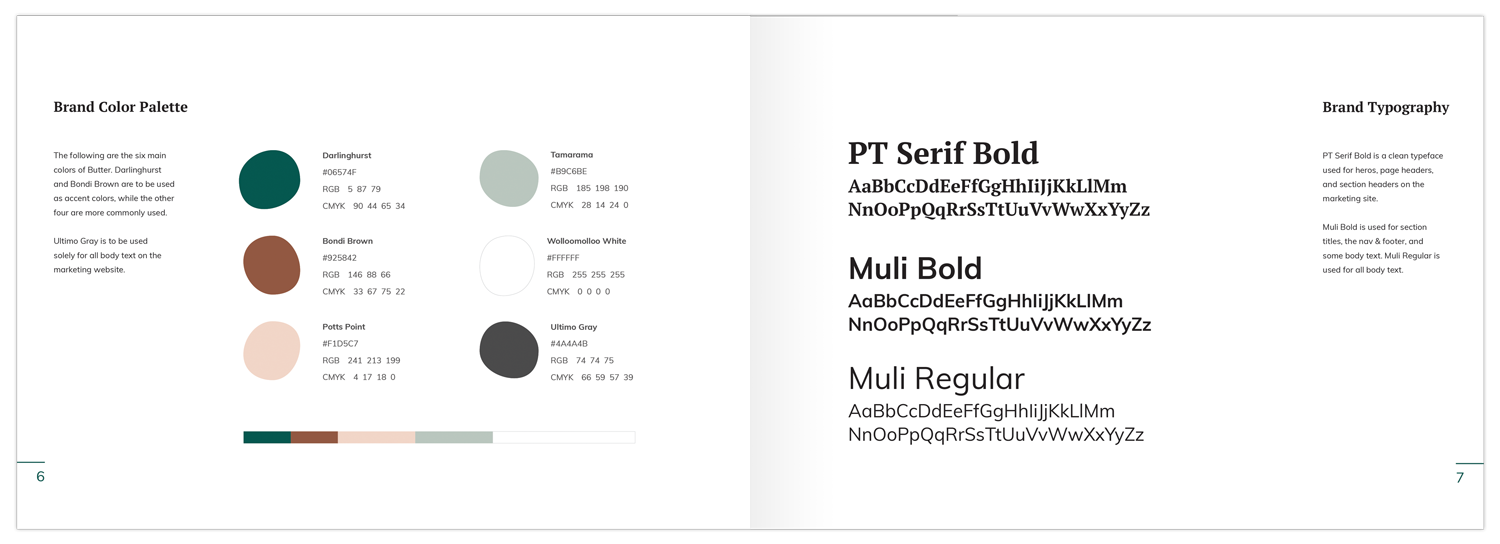 Brand Color Palette
The following are the six main
colors of Butter. Darlinghurst
and Bondi Brown are to be used
as accent colors, while the other
four are more commonly used.
Ultimo Gray is to be used
solely for all body text on the
marketing website.
Darlinghurst
#06574F
RGB 5 87 79
CMYK 90 44 65 34
Tamarama
#B9C6BE
RGB 185 198 190
CMYK 28 14 24 0
Bondi Brown
#925842
RGB 146 88 66
CMYK 33 67 75 22
Wolloomolloo White
#FFFFFF
RGB 255 255 255
CMYK 0 0 0 0
Potts Point
#F1D5C7
RGB 241 213 199
CMYK 4 17 18 0
Ultimo Gray
#4A4A4B
RGB 74 74 75
CMYK 66 59 57 39
6
PT Serif Bold
AaBbCcDdEeFfGgHhIiJjKkLlMm
NnOoPpQqRrSsTtUuVvWwXxYyZz
Muli Bold
AaBbCcDdEeFfGgHhIiJjKkLlMm
NnOoPpQqRrSsTtUuVvWwXxYyZz
Muli Regular
AaBbCcDdEeFfGgHhIiJjKkLlMm
NnOoPpQqRrSsTtUuVvWwXxYyZz
Brand Typography
PT Serif Bold is a clean typeface
used for heros, page headers,
and section headers on the
marketing site.
Muli Bold is used for section
titles, the nav & footer, and
some body text. Muli Regular is
used for all body text.
7